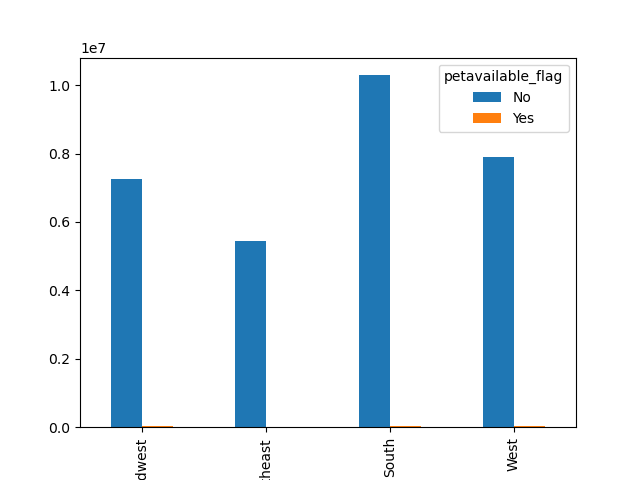 1e7
petavailable_flag
No
Yes
1.0
0.8
0.6
0.4
0.2
0.0
dwest
heast
South
West